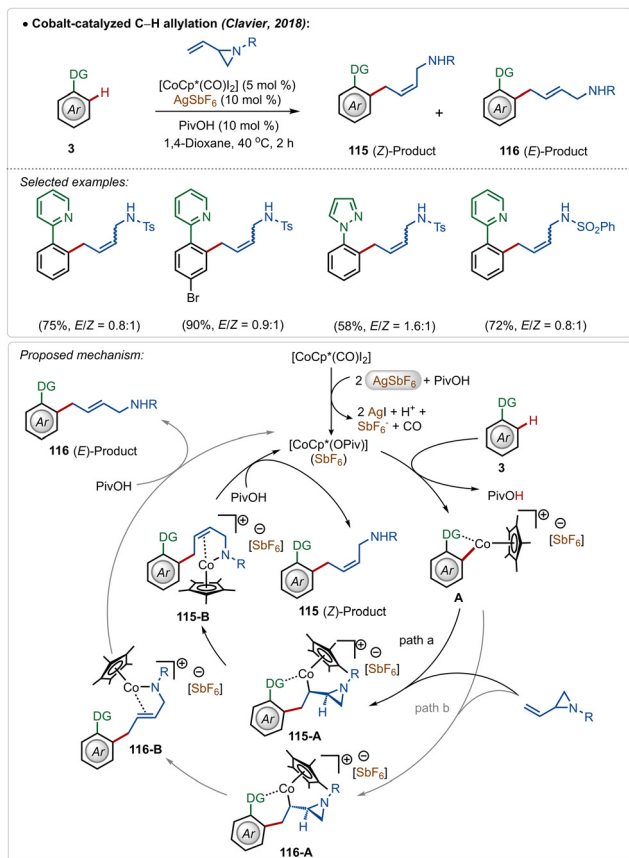 • Cobalt-catalyzed C–H allylation (Clavier, 2018):
N–R
DG
H
Ar
3
[CoCp*(CO)I2] (5 mol %)
AgSbF6 (10 mol %)
PivOH (10 mol %)
1,4-Dioxane, 40 °C, 2 h
DG
NHR
Ar
115 (Z)-Product
+
DG
NHR
Ar
116 (E)-Product
Selected examples:
N
H
N
Ts
(75%, E/Z = 0.8:1)
N
H
N
Ts
Br
(90%, E/Z = 0.9:1)
N
N
H
N
Ts
(58%, E/Z = 1.6:1)
N
H
N
SO2Ph
(72%, E/Z = 0.8:1)
Proposed mechanism:
[CoCp*(CO)I2]
2 AgSbF6 + PivOH
2 AgI + H+ +
SbF6- + CO
[CoCp*(OPiv)]
(SbF6)
DG
NHR
Ar
116 (E)-Product
PivOH
DG
H
Ar
3
PivOH
PivOH
DG
Ar
N
R
Co
⊕ ⊖
[SbF6]
115-B
DG
NHR
Ar
115 (Z)-Product
DG
Co
Ar
⊕ ⊖
[SbF6]
A
path a
path b
N
R
Co
DG
H
N
R
Ar
⊕ ⊖
[SbF6]
115-A
Co
N
R
DG
Ar
⊕ ⊖
[SbF6]
116-B
Co
DG
H
N
R
Ar
⊕ ⊖
[SbF6]
116-A